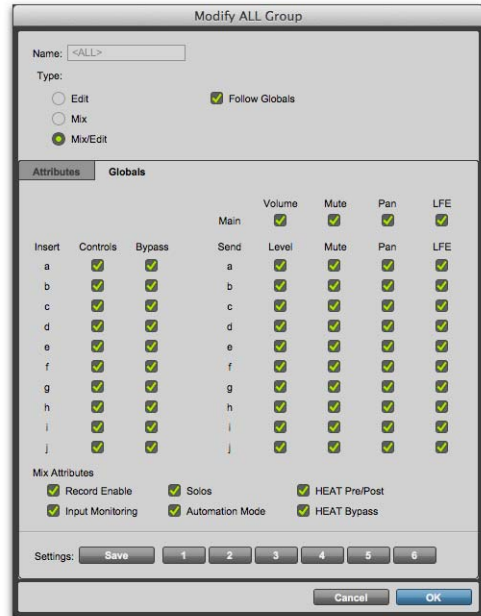 Modify ALL Group
Name: <ALL>
Type:
Edit Follow Globals
Mix
Mix/Edit
Attributes Globals
Volume Mute Pan LFE
Main
Insert Controls Bypass Send Level Mute Pan LFE
a a
b b
c c
d d
e e
f f
g g
h h
i i
j j
Mix Attributes
Record Enable Solos HEAT Pre/Post
Input Monitoring Automation Mode HEAT Bypass
Settings: Save 1 2 3 4 5 6
Cancel OK